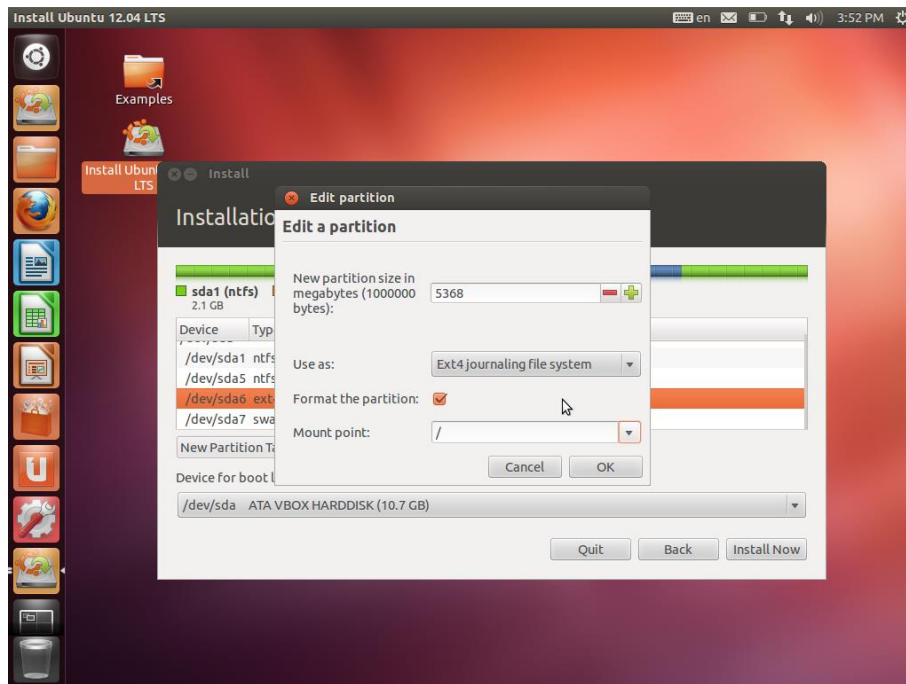 Install Ubuntu 12.04 LTS en 3:52 PM
Examples
Install Ubun
LTS
Install
Installatio
Edit partition
Edit a partition
New partition size in
megabytes (1000000
bytes):
5368
sda1 (ntfs)
2.1 GB
Device Typ
/dev/sda1 ntfs
/dev/sda5 ntfs
/dev/sda6 ext
/dev/sda7 swa
Use as: Ext4 journaling file system
Format the partition:
Mount point: /
Cancel OK
New Partition Ta
Device for boot l
/dev/sda ATA VBOX HARDDISK (10.7 GB)
Quit Back Install Now